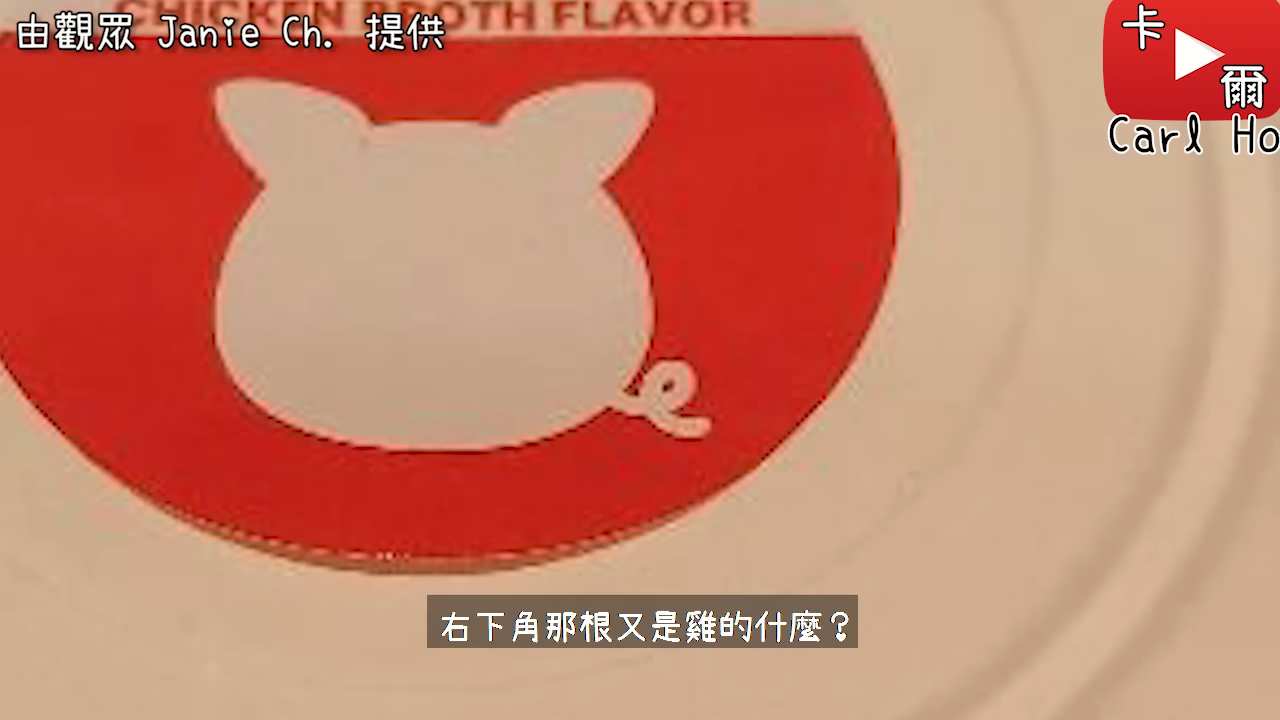 CHICKEN BROTH FLAVOR
由觀眾 Janie Ch. 提供
卡
爾
Carl Ho
右下角那根又是雞的什麼？